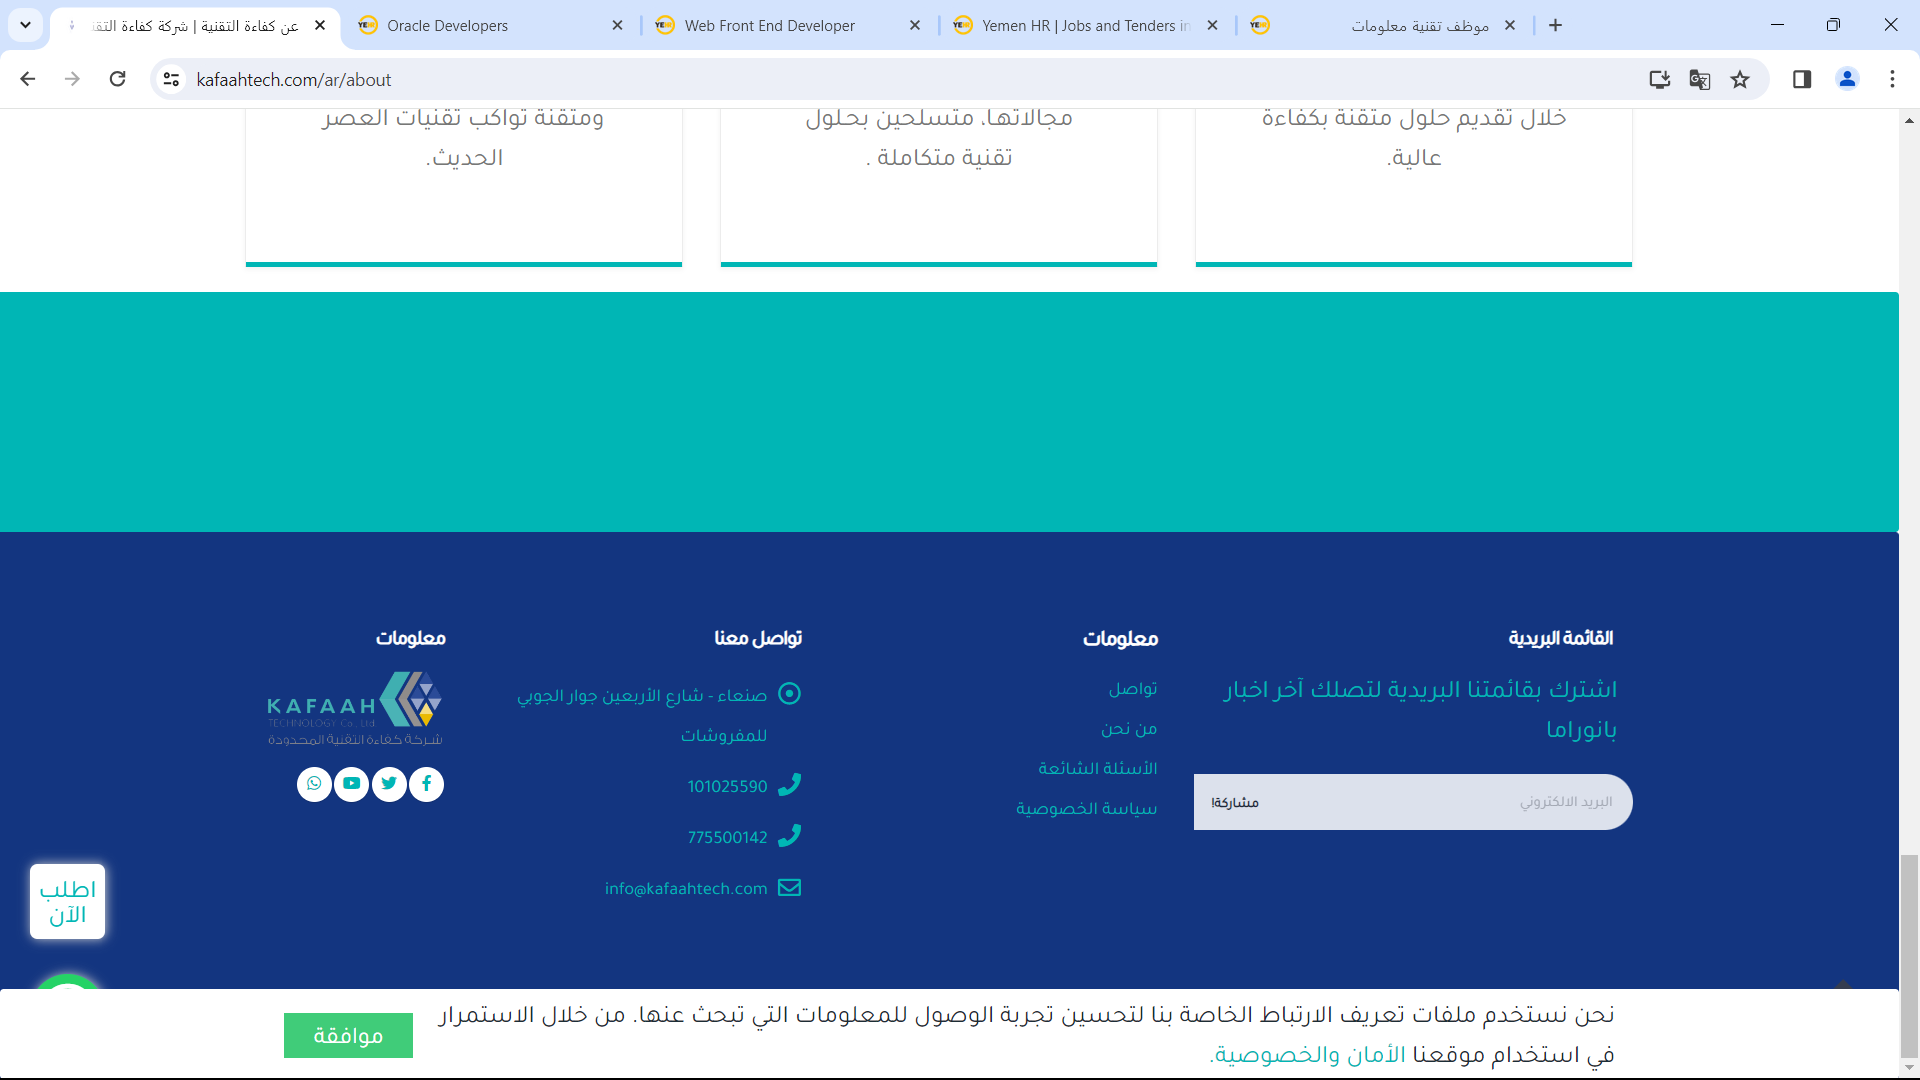 عن كفاءة التقنية | شركة كفاءة التقن
Oracle Developers
Web Front End Developer
Yemen HR | Jobs and Tenders in
موظف تقنية معلومات
kafaahtech.com/ar/about
خلال تقديم حلول متقنة بكفاءة
عالية.
مجالاتها، متسلحين بحلول
تقنية متكاملة .
ومتقنة تواكب تقنيات العصر
الحديث.
القائمة البريدية
اشترك بقائمتنا البريدية لتصلك آخر اخبار
بانوراما
البريد الالكتروني
مشاركة!
معلومات
تواصل
من نحن
الأسئلة الشائعة
سياسة الخصوصية
تواصل معنا
صنعاء - شارع الأربعين جوار الجوبي
للمفروشات
101025590
775500142
info@kafaahtech.com
معلومات
KAFAAH
TECHNOLOGY Co., Ltd
شركة كفاءة التقنية المحدودة
اطلب
الآن
نحن نستخدم ملفات تعريف الارتباط الخاصة بنا لتحسين تجربة الوصول للمعلومات التي تبحث عنها. من خلال الاستمرار
في استخدام موقعنا الأمان والخصوصية.
موافقة